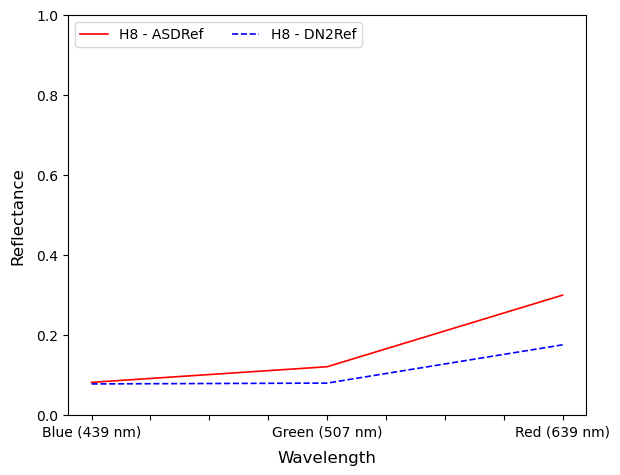 H8 - ASDRef H8 - DN2Ref
1.0
0.8
0.6
0.4
0.2
0.0
Reflectance
Blue (439 nm) Green (507 nm) Red (639 nm)
Wavelength